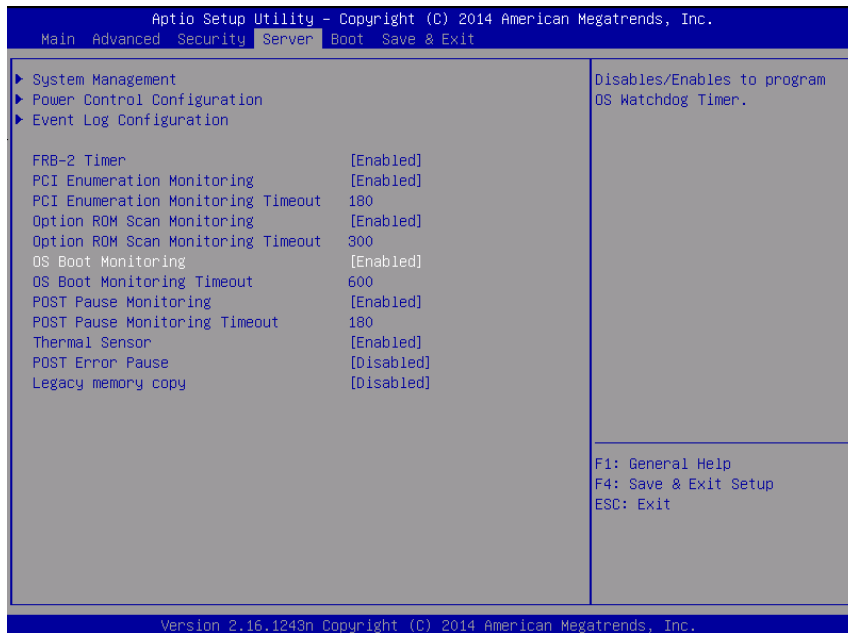 Aptio Setup Utility – Copyright (C) 2014 American Megatrends, Inc.
Main Advanced Security Server Boot Save & Exit
System Management
Power Control Configuration
Event Log Configuration
FRB-2 Timer [Enabled]
PCI Enumeration Monitoring [Enabled]
PCI Enumeration Monitoring Timeout 180
Option ROM Scan Monitoring [Enabled]
Option ROM Scan Monitoring Timeout 300
OS Boot Monitoring [Enabled]
OS Boot Monitoring Timeout 600
POST Pause Monitoring [Enabled]
POST Pause Monitoring Timeout 180
Thermal Sensor [Enabled]
POST Error Pause [Disabled]
Legacy memory copy [Disabled]
Disables/Enables to program
OS Watchdog Timer.
F1: General Help
F4: Save & Exit Setup
ESC: Exit
Version 2.16.1243n Copyright (C) 2014 American Megatrends, Inc.